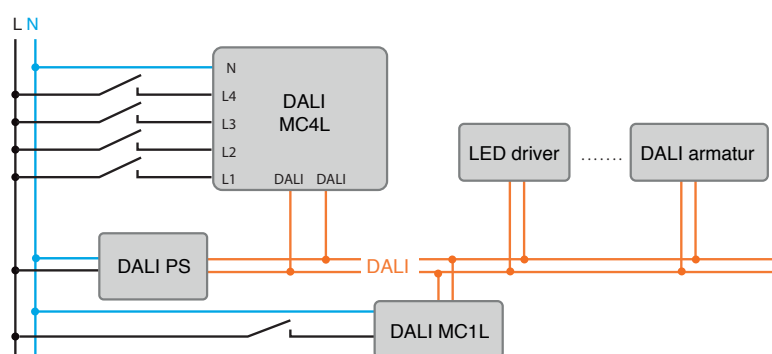 L N
N
L4
L3
L2
L1
DALI
MC4L
DALI DALI
LED driver ....... DALI armatur
DALI PS
DALI
DALI MC1L